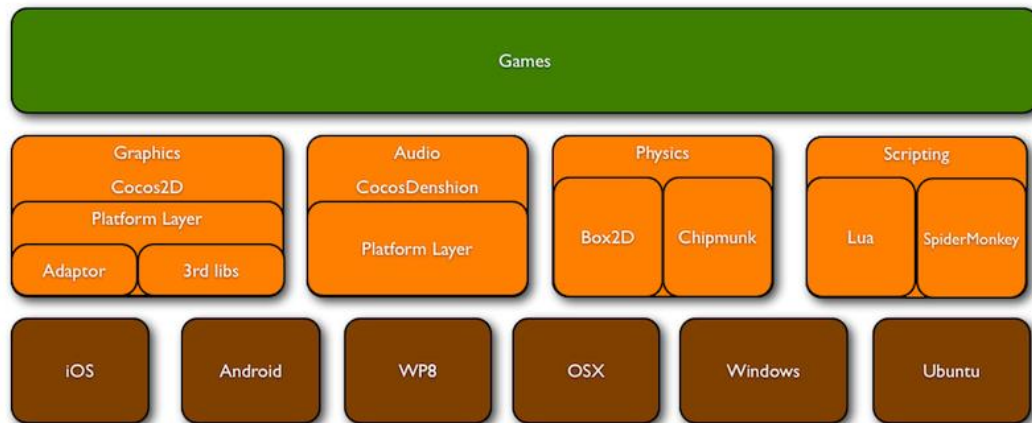 Games
Graphics
Audio
Physics
Scripting
Cocos2D
CocosDenshion
Platform Layer
Platform Layer
Box2D
Chipmunk
Lua
SpiderMonkey
Adaptor
3rd libs
iOS
Android
WP8
OSX
Windows
Ubuntu